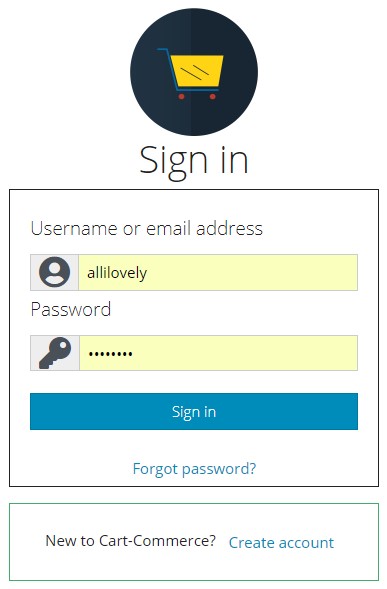 Sign in
Username or email address
allilovely
Password
••••••••
Sign in
Forgot password?
New to Cart-Commerce? Create account